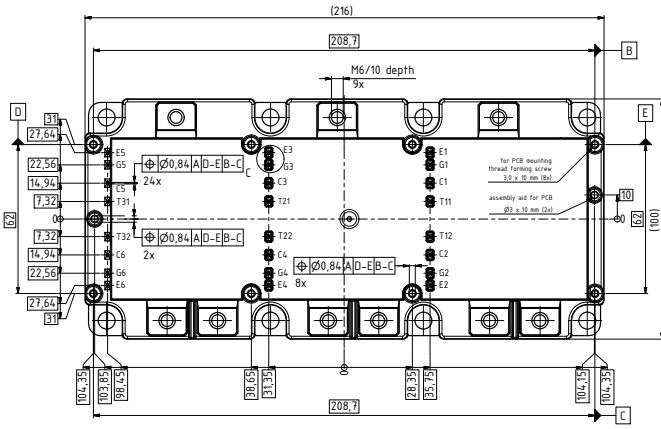 (216)
208,7
B
M6/10 depth
9x
D
E
31
27,64
22,56
14,94
7,32
62
7,32
14,94
22,56
27,64
31
E5
G5
C5
T31
T32
C6
G6
E6
⌖ Ø0,84 A D-E B-C
24x
⌖ Ø0,84 A D-E B-C
2x
C
E3
G3
C3
T21
T22
C4
G4
E4
⌖ Ø0,84 A D-E B-C
8x
E1
G1
C1
T11
T12
C2
G2
E2
for PCB mounting
thread forming screw
3,0 x 10 mm (8x)
assembly aid for PCB
Ø3 x 10 mm (2x)
10
0
0
62
(100)
104,35
103,85
98,45
38,65
31,35
0
28,35
35,75
104,15
104,35
208,7
C